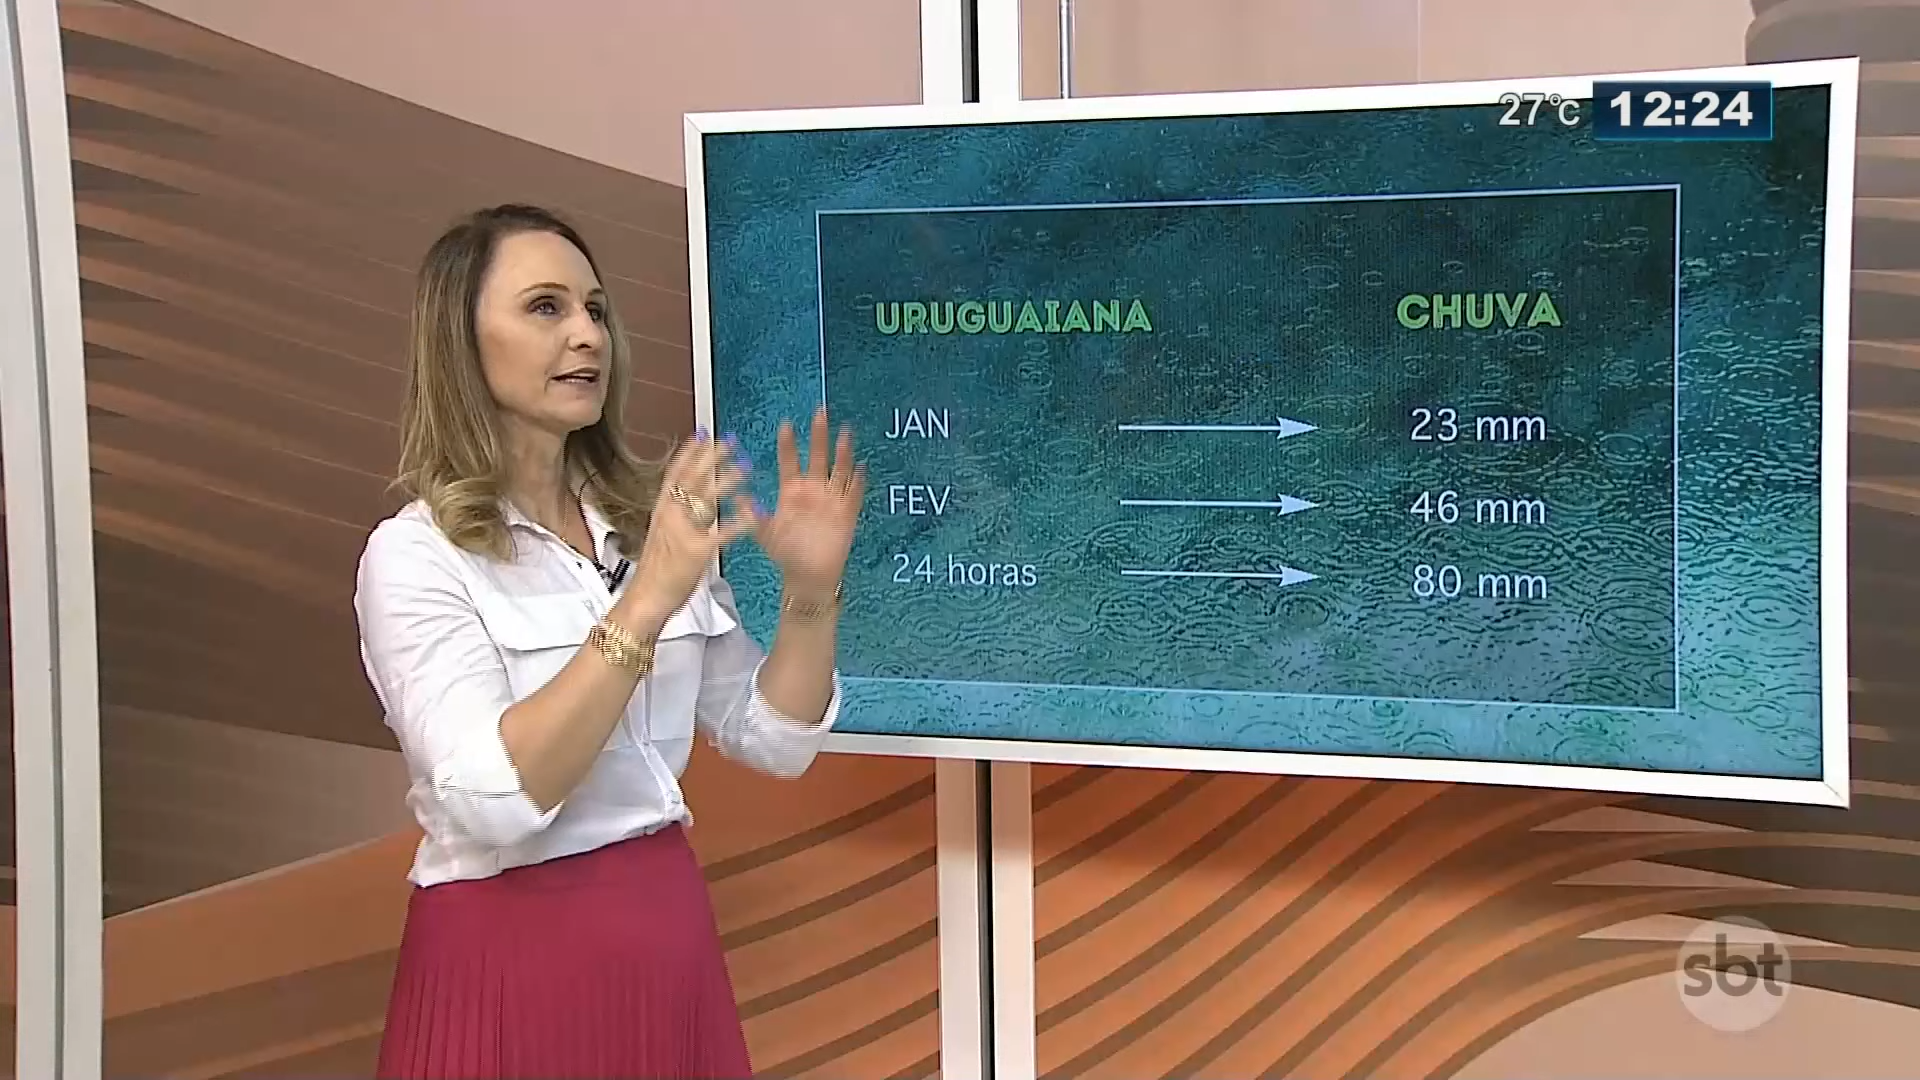 27°C 12:24
URUGUAIANA CHUVA
JAN 23 mm
FEV 46 mm
24 horas 80 mm
sbt